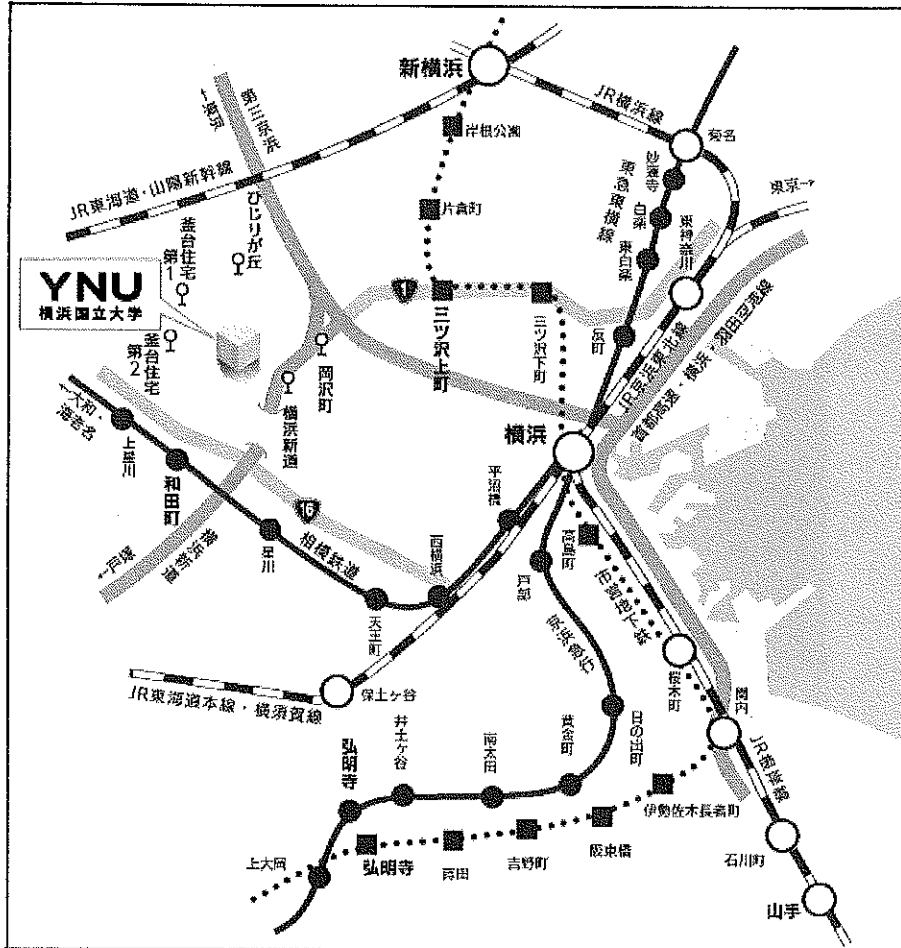 新横浜
JR横浜線
菊名
←東京
第三京浜
岸根公園
妙蓮寺
東急東横線
白楽
東京→
JR東海道・山陽新幹線
ひじりが丘
片倉町
東白楽
東神奈川
釜台住宅
第1
YNU
横浜国立大学
1
三ツ沢上町
三ツ沢下町
反町
JR京浜東北線
首都高速・横浜・羽田空港線
釜台住宅
第2
岡沢町
横浜新道
横浜
←大和・
海老名
上星川
和田町
平沼橋
16
星川
相模鉄道
西横浜
高島町
戸部
←戸塚
横浜新道
天王町
市営地下鉄
京浜急行
桜木町
関内
JR東海道本線・横須賀線
保土ヶ谷
日の出町
黄金町
南太田
井土ヶ谷
弘明寺
JR根岸線
伊勢佐木長者町
阪東橋
吉野町
蒔田
弘明寺
上大岡
石川町
山手